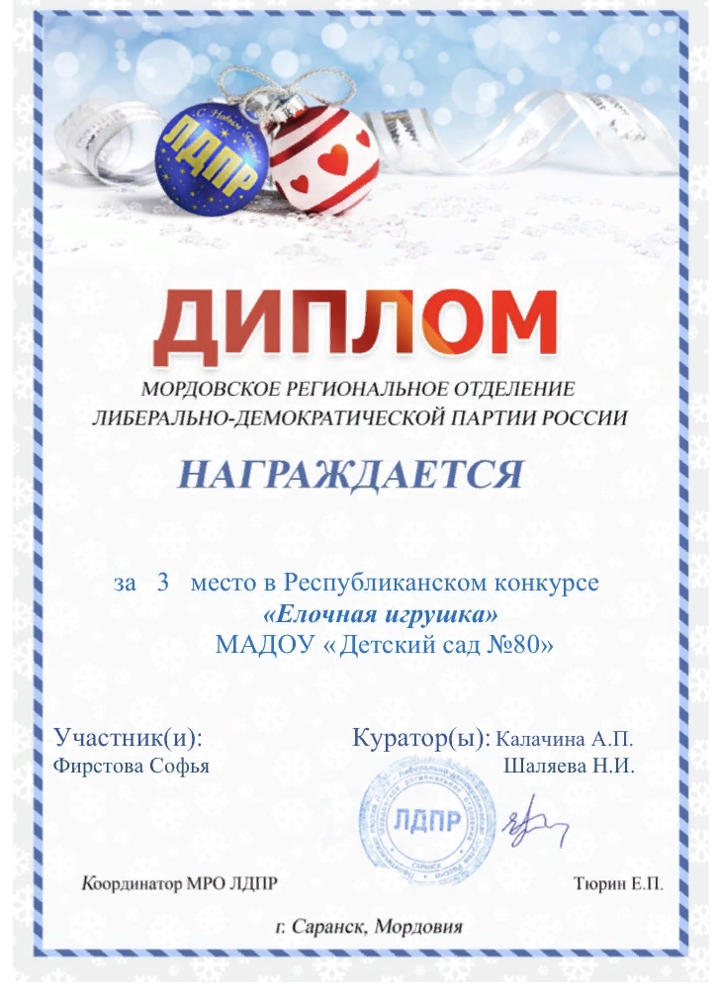 С Новым Годом!
ЛДПР
ДИПЛОМ
МОРДОВСКОЕ РЕГИОНАЛЬНОЕ ОТДЕЛЕНИЕ
ЛИБЕРАЛЬНО-ДЕМОКРАТИЧЕСКОЙ ПАРТИИ РОССИИ
НАГРАЖДАЕТСЯ
за 3 место в Республиканском конкурсе
«Елочная игрушка»
МАДОУ « Детский сад №80»
Участник(и): Куратор(ы): Калачина А.П.
Фирстова Софья Шаляева Н.И.
ЛДПР
САРАНСК
Координатор МРО ЛДПР Тюрин Е.П.
г. Саранск, Мордовия